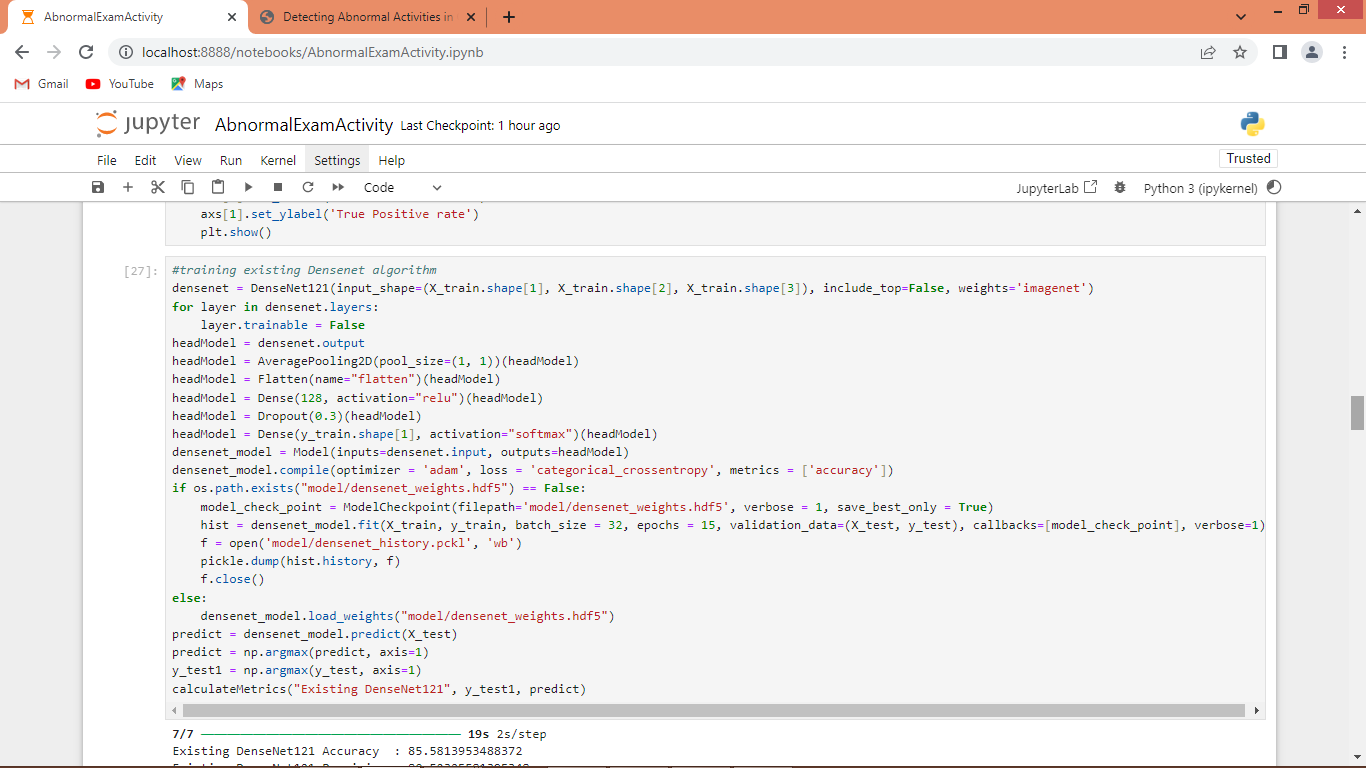 AbnormalExamActivity
Detecting Abnormal Activities in
localhost:8888/notebooks/AbnormalExamActivity.ipynb
Gmail YouTube Maps
jupyter AbnormalExamActivity Last Checkpoint: 1 hour ago
File Edit View Run Kernel Settings Help
Trusted
Code
JupyterLab
Python 3 (ipykernel)
axs[1].set_ylabel('True Positive rate')
plt.show()
[27]:
#training existing Densenet algorithm
densenet = DenseNet121(input_shape=(X_train.shape[1], X_train.shape[2], X_train.shape[3]), include_top=False, weights='imagenet')
for layer in densenet.layers:
    layer.trainable = False
headModel = densenet.output
headModel = AveragePooling2D(pool_size=(1, 1))(headModel)
headModel = Flatten(name="flatten")(headModel)
headModel = Dense(128, activation="relu")(headModel)
headModel = Dropout(0.3)(headModel)
headModel = Dense(y_train.shape[1], activation="softmax")(headModel)
densenet_model = Model(inputs=densenet.input, outputs=headModel)
densenet_model.compile(optimizer = 'adam', loss = 'categorical_crossentropy', metrics = ['accuracy'])
if os.path.exists("model/densenet_weights.hdf5") == False:
    model_check_point = ModelCheckpoint(filepath='model/densenet_weights.hdf5', verbose = 1, save_best_only = True)
    hist = densenet_model.fit(X_train, y_train, batch_size = 32, epochs = 15, validation_data=(X_test, y_test), callbacks=[model_check_point], verbose=1)
    f = open('model/densenet_history.pckl', 'wb')
    pickle.dump(hist.history, f)
    f.close()
else:
    densenet_model.load_weights("model/densenet_weights.hdf5")
predict = densenet_model.predict(X_test)
predict = np.argmax(predict, axis=1)
y_test1 = np.argmax(y_test, axis=1)
calculateMetrics("Existing DenseNet121", y_test1, predict)
7/7 19s 2s/step
Existing DenseNet121 Accuracy : 85.5813953488372